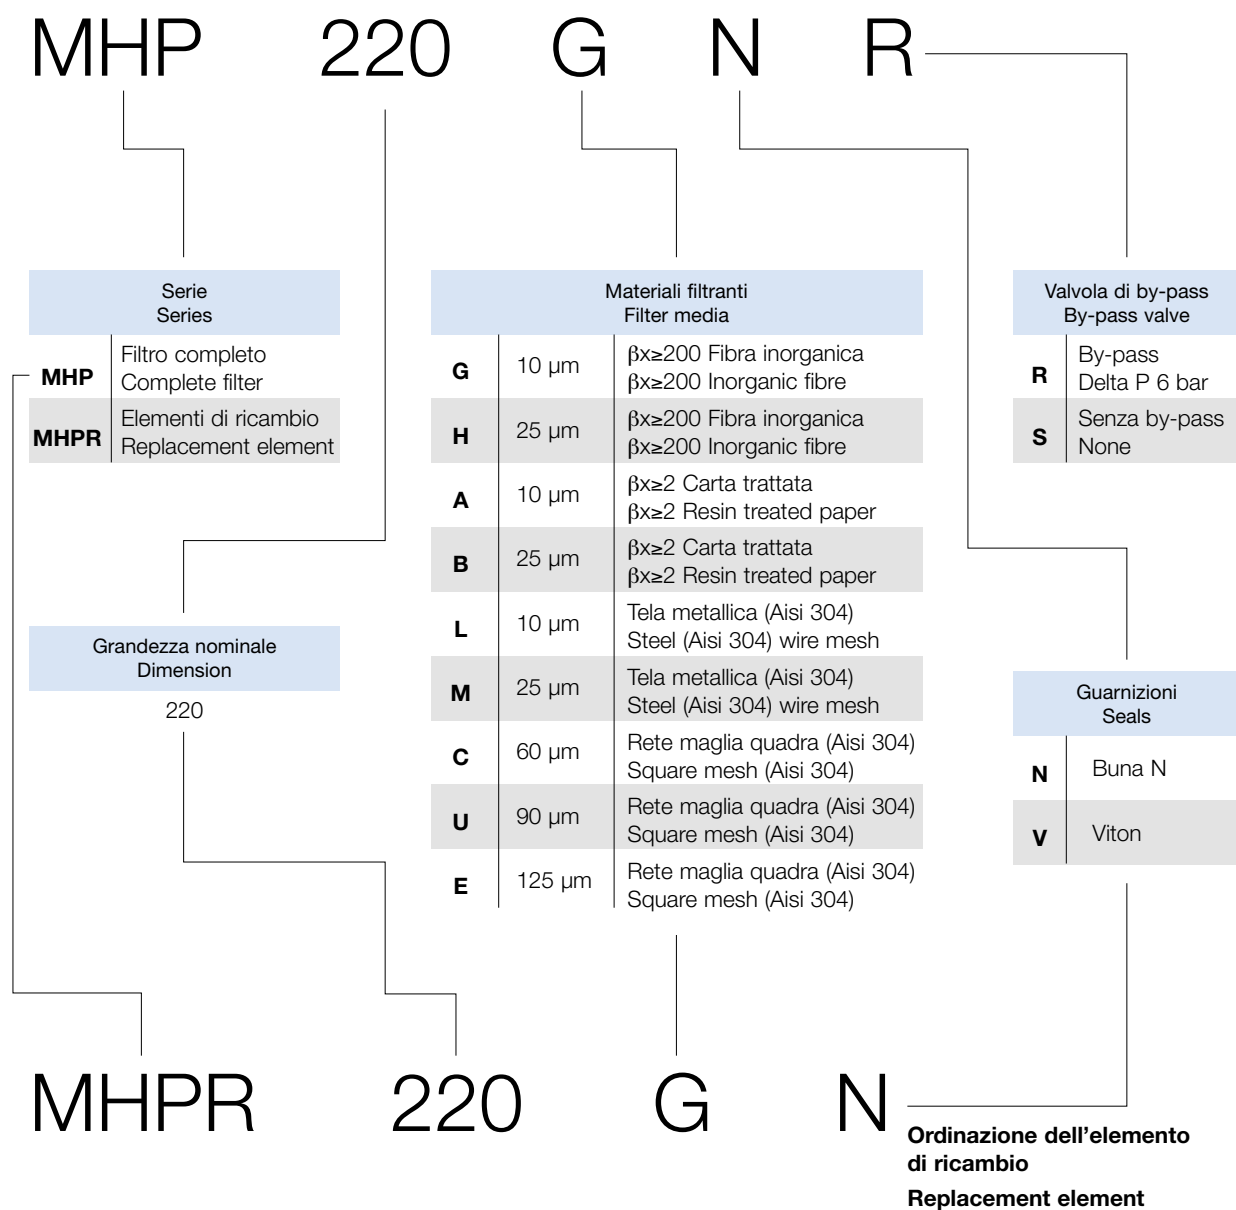 MHP 220 G N R
Serie
Series
MHP Filtro completo
Complete filter
MHPR Elementi di ricambio
Replacement element
Grandezza nominale
Dimension
220
Materiali filtranti
Filter media
G 10 µm βx≥200 Fibra inorganica
βx≥200 Inorganic fibre
H 25 µm βx≥200 Fibra inorganica
βx≥200 Inorganic fibre
A 10 µm βx≥2 Carta trattata
βx≥2 Resin treated paper
B 25 µm βx≥2 Carta trattata
βx≥2 Resin treated paper
L 10 µm Tela metallica (Aisi 304)
Steel (Aisi 304) wire mesh
M 25 µm Tela metallica (Aisi 304)
Steel (Aisi 304) wire mesh
C 60 µm Rete maglia quadra (Aisi 304)
Square mesh (Aisi 304)
U 90 µm Rete maglia quadra (Aisi 304)
Square mesh (Aisi 304)
E 125 µm Rete maglia quadra (Aisi 304)
Square mesh (Aisi 304)
Valvola di by-pass
By-pass valve
R By-pass
Delta P 6 bar
S Senza by-pass
None
Guarnizioni
Seals
N Buna N
V Viton
MHPR 220 G N
Ordinazione dell’elemento
di ricambio
Replacement element